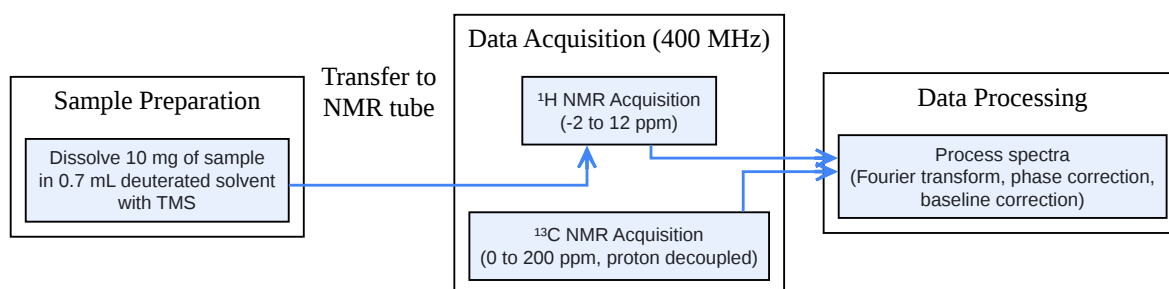 Sample Preparation
Dissolve 10 mg of sample
in 0.7 mL deuterated solvent
with TMS
Transfer to
NMR tube
Data Acquisition (400 MHz)
¹H NMR Acquisition
(-2 to 12 ppm)
¹³C NMR Acquisition
(0 to 200 ppm, proton decoupled)
Data Processing
Process spectra
(Fourier transform, phase correction,
baseline correction)